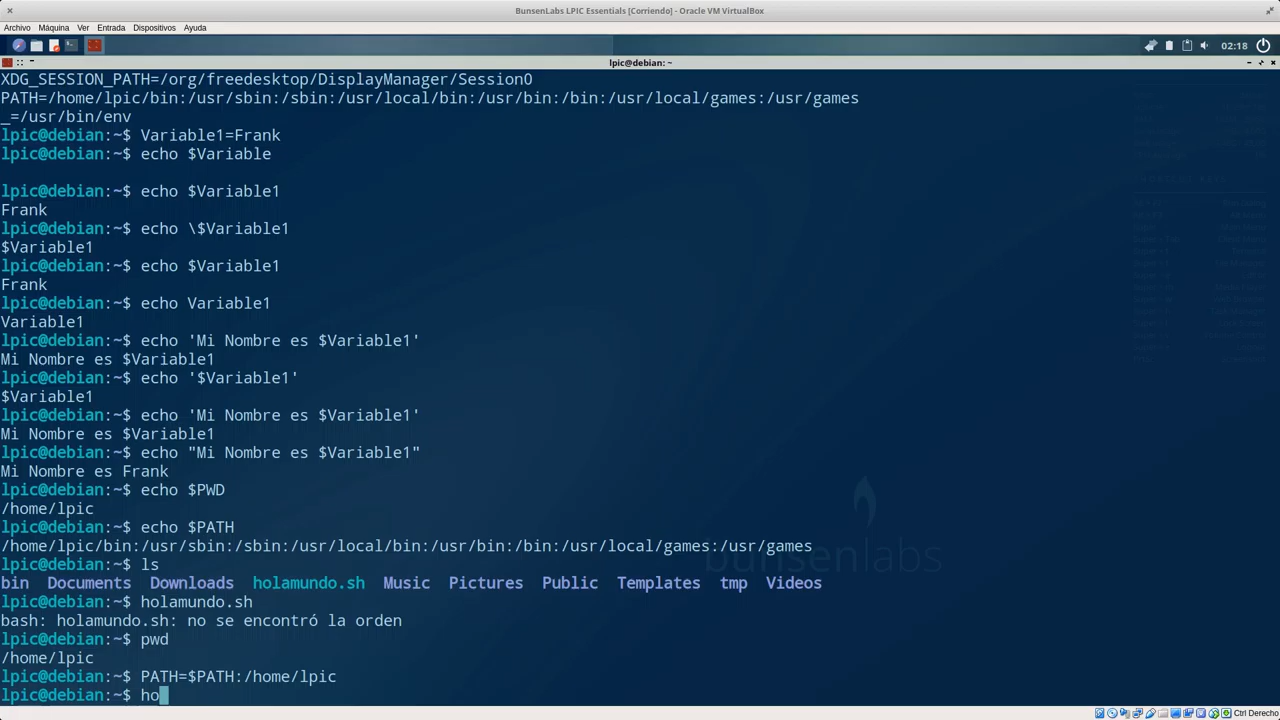 BunsenLabs LPIC Essentials [Corriendo] - Oracle VM VirtualBox
Archivo Máquina Ver Entrada Dispositivos Ayuda
02:18
lpic@debian: ~
XDG_SESSION_PATH=/org/freedesktop/DisplayManager/Session0
PATH=/home/lpic/bin:/usr/sbin:/sbin:/usr/local/bin:/usr/bin:/bin:/usr/local/games:/usr/games
_=/usr/bin/env
lpic@debian:~$ Variable1=Frank
lpic@debian:~$ echo $Variable
lpic@debian:~$ echo $Variable1
Frank
lpic@debian:~$ echo \$Variable1
$Variable1
lpic@debian:~$ echo $Variable1
Frank
lpic@debian:~$ echo Variable1
Variable1
lpic@debian:~$ echo 'Mi Nombre es $Variable1'
Mi Nombre es $Variable1
lpic@debian:~$ echo '$Variable1'
$Variable1
lpic@debian:~$ echo 'Mi Nombre es $Variable1'
Mi Nombre es $Variable1
lpic@debian:~$ echo "Mi Nombre es $Variable1"
Mi Nombre es Frank
lpic@debian:~$ echo $PWD
/home/lpic
lpic@debian:~$ echo $PATH
/home/lpic/bin:/usr/sbin:/sbin:/usr/local/bin:/usr/bin:/bin:/usr/local/games:/usr/games
bunsenlabs
lpic@debian:~$ ls
bin Documents Downloads holamundo.sh Music Pictures Public Templates tmp Videos
lpic@debian:~$ holamundo.sh
bash: holamundo.sh: no se encontró la orden
lpic@debian:~$ pwd
/home/lpic
lpic@debian:~$ PATH=$PATH:/home/lpic
lpic@debian:~$ ho
Ctrl Derecho